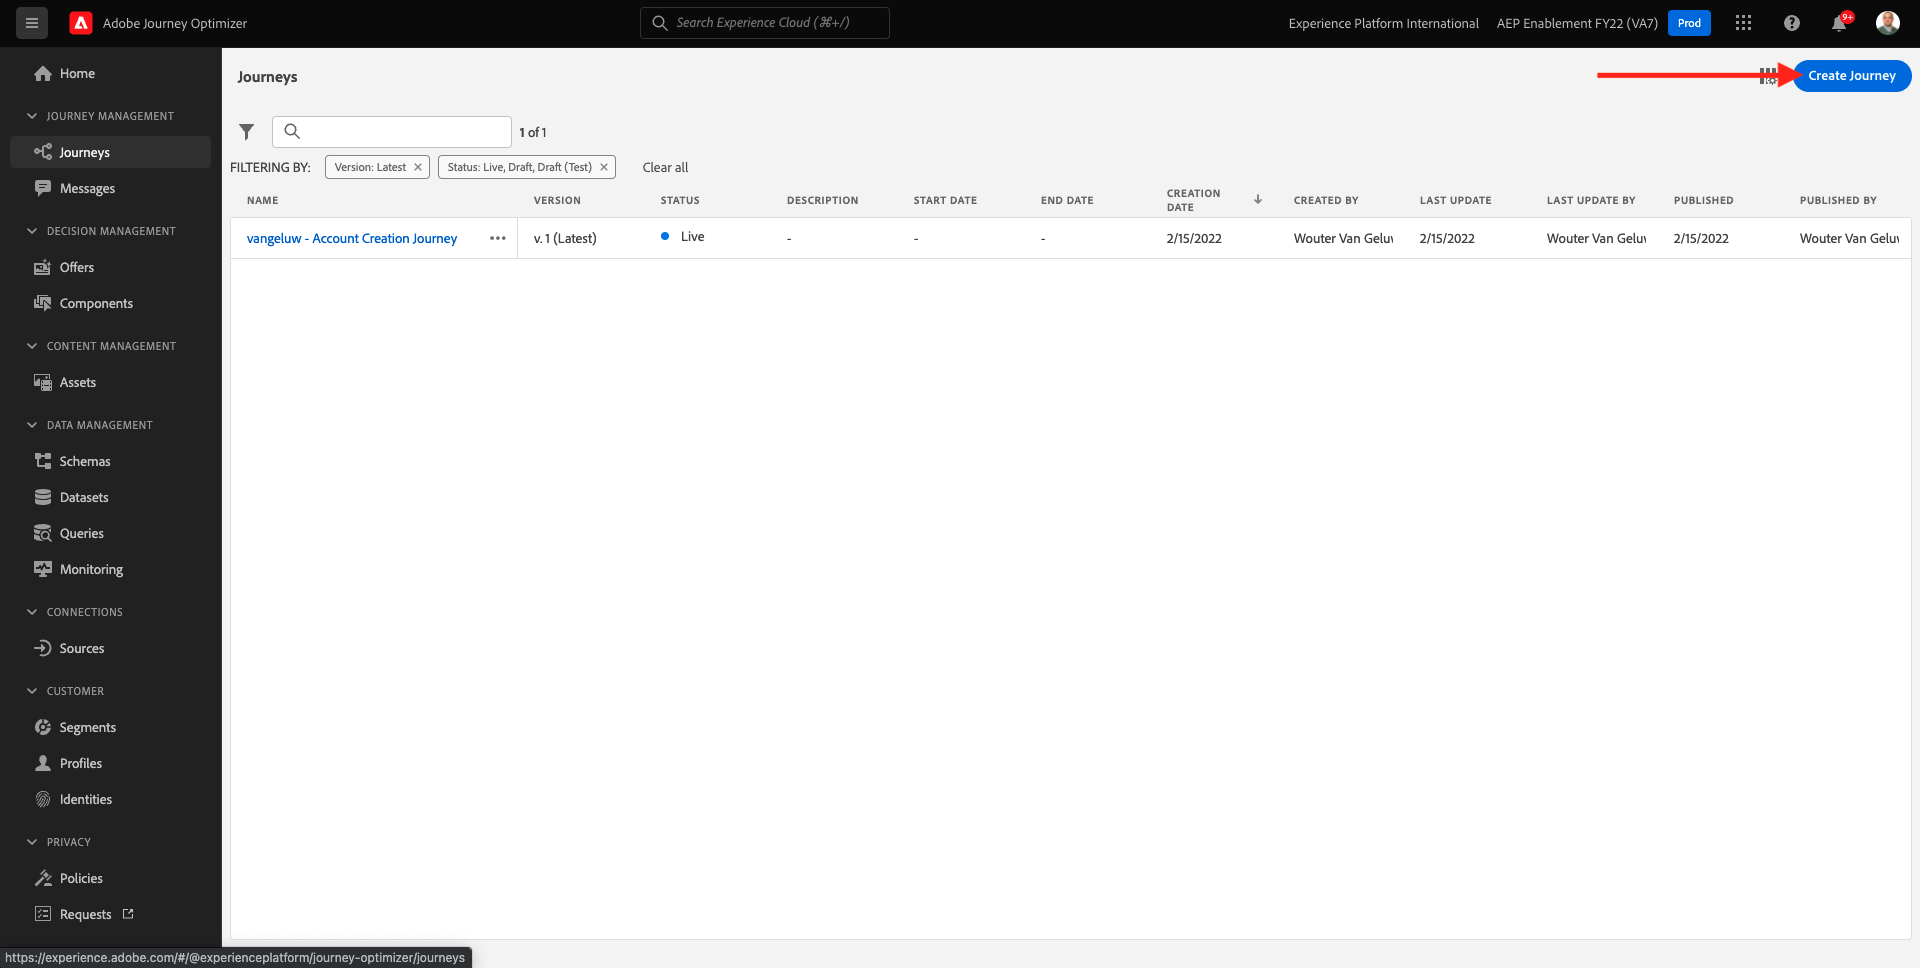 Adobe Journey Optimizer
Search Experience Cloud (⌘+/)
Experience Platform International
AEP Enablement FY22 (VA7)
Prod
9+
Home
JOURNEY MANAGEMENT
Journeys
Messages
DECISION MANAGEMENT
Offers
Components
CONTENT MANAGEMENT
Assets
DATA MANAGEMENT
Schemas
Datasets
Queries
Monitoring
CONNECTIONS
Sources
CUSTOMER
Segments
Profiles
Identities
PRIVACY
Policies
Requests
Journeys
Create Journey
1 of 1
FILTERING BY: Version: Latest Status: Live, Draft, Draft (Test) Clear all
NAME VERSION STATUS DESCRIPTION START DATE END DATE CREATION DATE CREATED BY LAST UPDATE LAST UPDATE BY PUBLISHED PUBLISHED BY
vangeluw - Account Creation Journey ••• v. 1 (Latest) Live - - - 2/15/2022 Wouter Van Geluw 2/15/2022 Wouter Van Geluw 2/15/2022 Wouter Van Geluw
https://experience.adobe.com/#/@experienceplatform/journey-optimizer/journeys